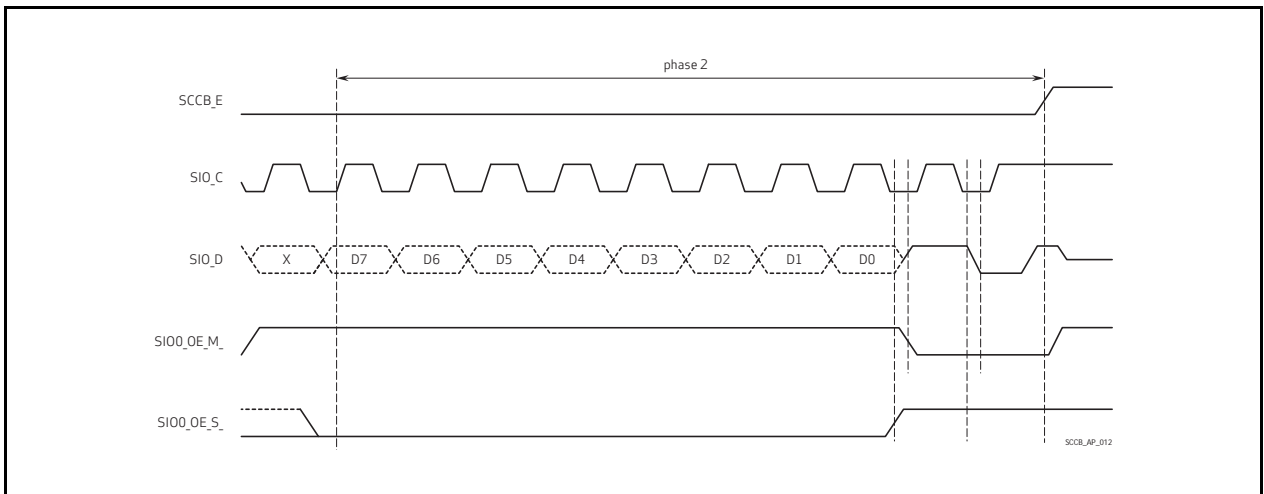 phase 2
SCCB_E
SIO_C
SIO_D
X D7 D6 D5 D4 D3 D2 D1 D0
SIO0_OE_M_
SIO0_OE_S_
SCCB_AP_012